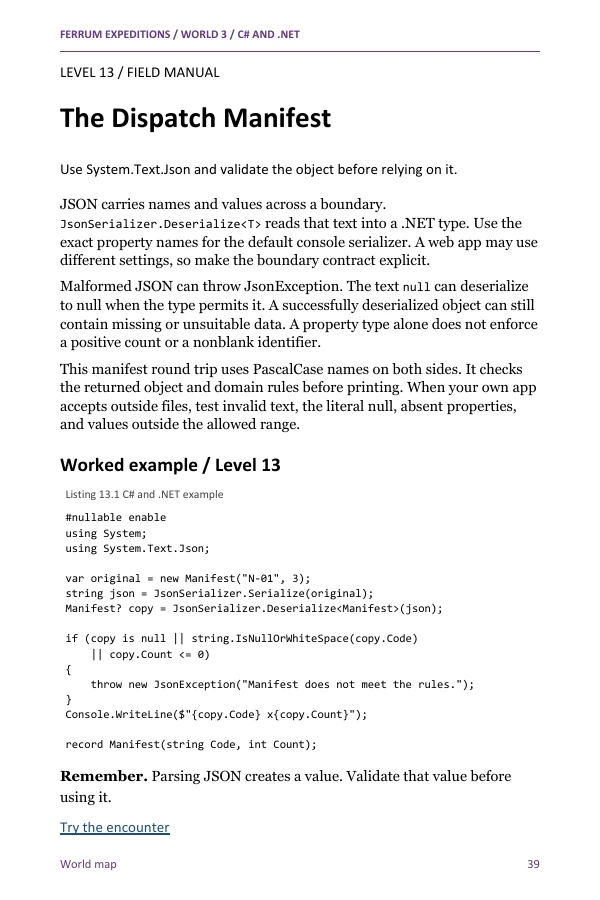 FERRUM EXPEDITIONS / WORLD 3 / C# AND .NET
LEVEL 13 / FIELD MANUAL
The Dispatch Manifest
Use System.Text.Json and validate the object before relying on it.
JSON carries names and values across a boundary.
JsonSerializer.Deserialize<T> reads that text into a .NET type. Use the
exact property names for the default console serializer. A web app may use
different settings, so make the boundary contract explicit.
Malformed JSON can throw JsonException. The text null can deserialize
to null when the type permits it. A successfully deserialized object can still
contain missing or unsuitable data. A property type alone does not enforce
a positive count or a nonblank identifier.
This manifest round trip uses PascalCase names on both sides. It checks
the returned object and domain rules before printing. When your own app
accepts outside files, test invalid text, the literal null, absent properties,
and values outside the allowed range.
Worked example / Level 13
Listing 13.1 C# and .NET example
#nullable enable
using System;
using System.Text.Json;
var original = new Manifest("N-01", 3);
string json = JsonSerializer.Serialize(original);
Manifest? copy = JsonSerializer.Deserialize<Manifest>(json);
if (copy is null || string.IsNullOrWhiteSpace(copy.Code)
    || copy.Count <= 0)
{
    throw new JsonException("Manifest does not meet the rules.");
}
Console.WriteLine($"{copy.Code} x{copy.Count}");
record Manifest(string Code, int Count);
Remember. Parsing JSON creates a value. Validate that value before
using it.
Try the encounter
World map 39